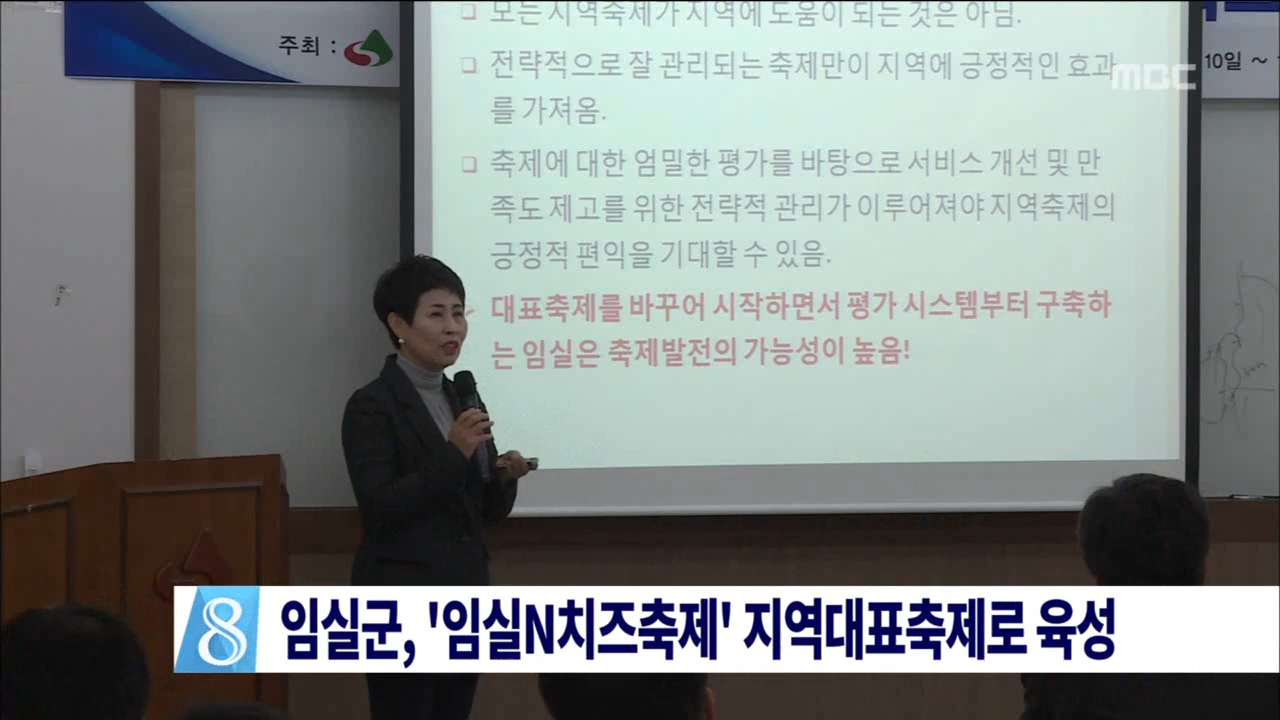 주최 :
10일 ~
MBC
모든 지역축제가 지역에 도움이 되는 것은 아님.
전략적으로 잘 관리되는 축제만이 지역에 긍정적인 효과
를 가져옴.
축제에 대한 엄밀한 평가를 바탕으로 서비스 개선 및 만
족도 제고를 위한 전략적 관리가 이루어져야 지역축제의
긍정적 편익을 기대할 수 있음.
대표축제를 바꾸어 시작하면서 평가 시스템부터 구축하
는 임실은 축제발전의 가능성이 높음!
8 임실군, '임실N치즈축제' 지역대표축제로 육성